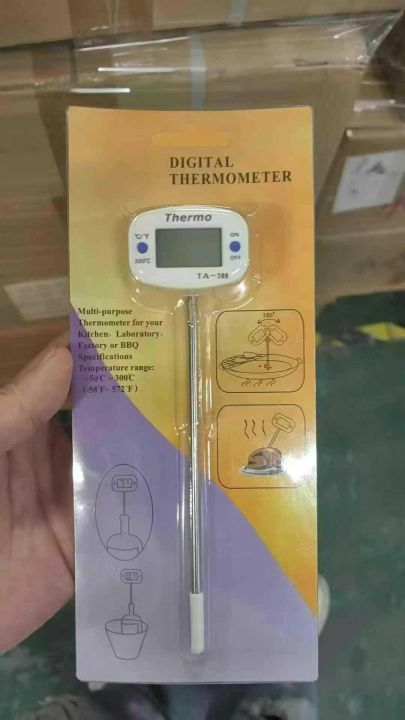 DIGITAL
THERMOMETER
Thermo
°C/°F
ON
300°C
OFF
TA-288
Multi-purpose
Thermometer for your
Kitchen、Laboratory、
Factory or BBQ
Specifications
Temperature range:
-50℃~300℃
(-58℉~572℉)
180°